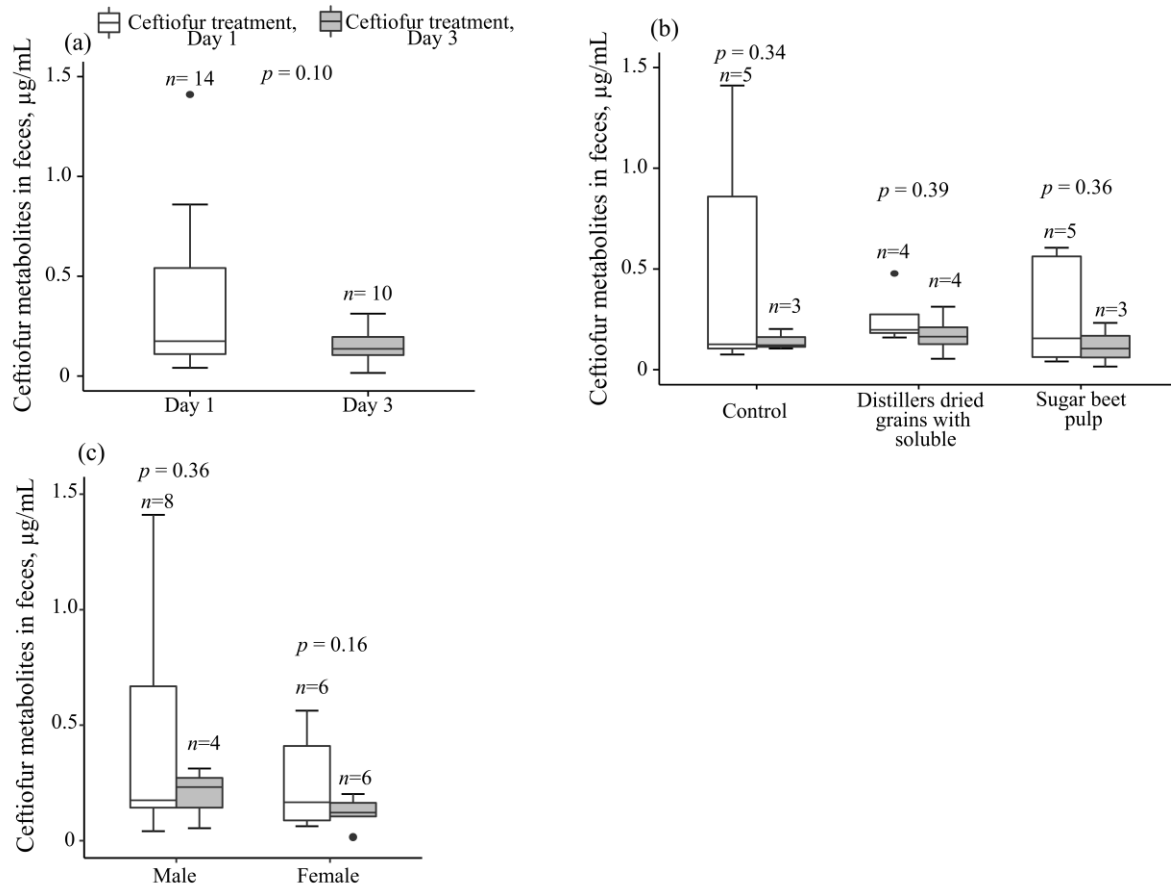 Ceftiofur treatment, Day 1
Ceftiofur treatment, Day 3
(a)
Ceftiofur metabolites in feces, µg/mL
1.5
1.0
0.5
0
n= 14
p = 0.10
n= 10
Day 1
Day 3
(b)
Ceftiofur metabolites in feces, µg/mL
1.5
1.0
0.5
0
p = 0.34
n=5
n=3
p = 0.39
n=4
n=4
p = 0.36
n=5
n=3
Control
Distillers dried
grains with
soluble
Sugar beet
pulp
(c)
Ceftiofur metabolites in feces, µg/mL
1.5
1.0
0.5
0
p = 0.36
n=8
n=4
p = 0.16
n=6
n=6
Male
Female